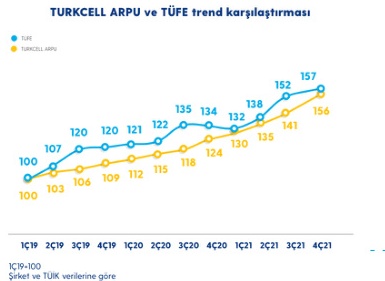 TURKCELL ARPU ve TÜFE trend karşılaştırması
TÜFE
TURKCELL ARPU
100 107 120 120 121 122 135 134 132 138 152 157
100 103 106 109 112 115 118 124 130 135 141 156
1Ç19 2Ç19 3Ç19 4Ç19 1Ç20 2Ç20 3Ç20 4Ç20 1Ç21 2Ç21 3Ç21 4Ç21
1Ç19=100
Şirket ve TÜİK verilerine göre